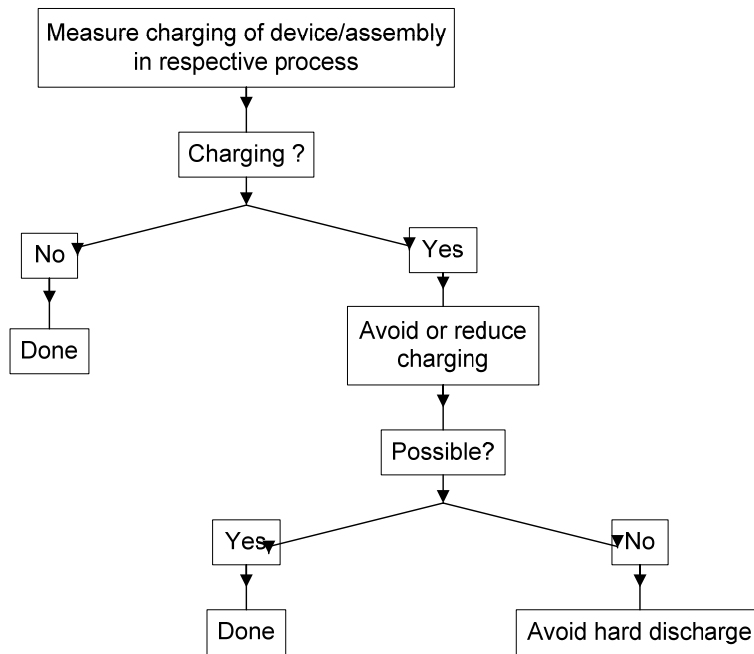 Measure charging of device/assembly
in respective process
Charging ?
No
Yes
Done
Avoid or reduce
charging
Possible?
Yes
No
Done
Avoid hard discharge